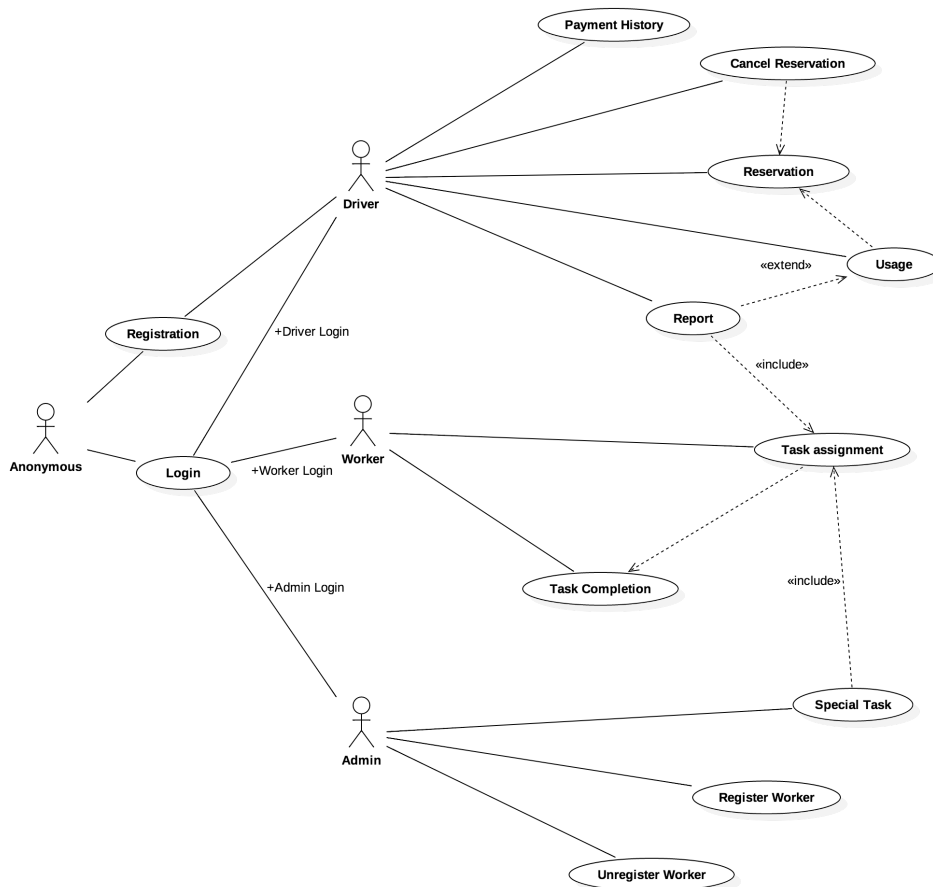 Payment History
Cancel Reservation
Reservation
Driver
«extend»
Usage
Report
Registration
+Driver Login
«include»
Anonymous
Login
+Worker Login
Worker
Task assignment
+Admin Login
Task Completion
«include»
Special Task
Admin
Register Worker
Unregister Worker